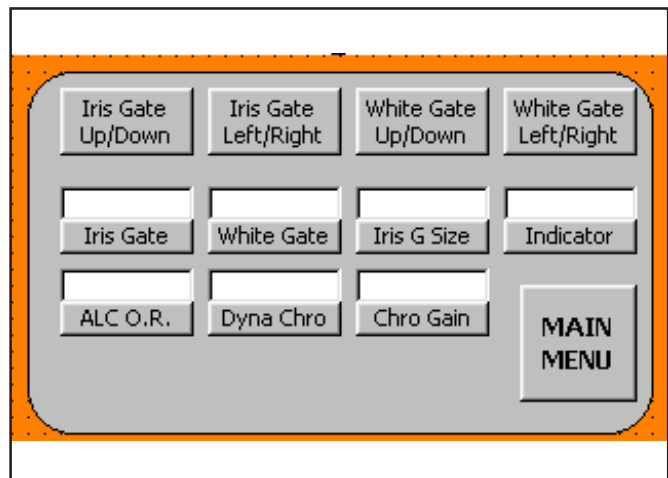 Iris Gate
Up/Down
Iris Gate
Left/Right
White Gate
Up/Down
White Gate
Left/Right
Iris Gate
White Gate
Iris G Size
Indicator
ALC O.R.
Dyna Chro
Chro Gain
MAIN
MENU